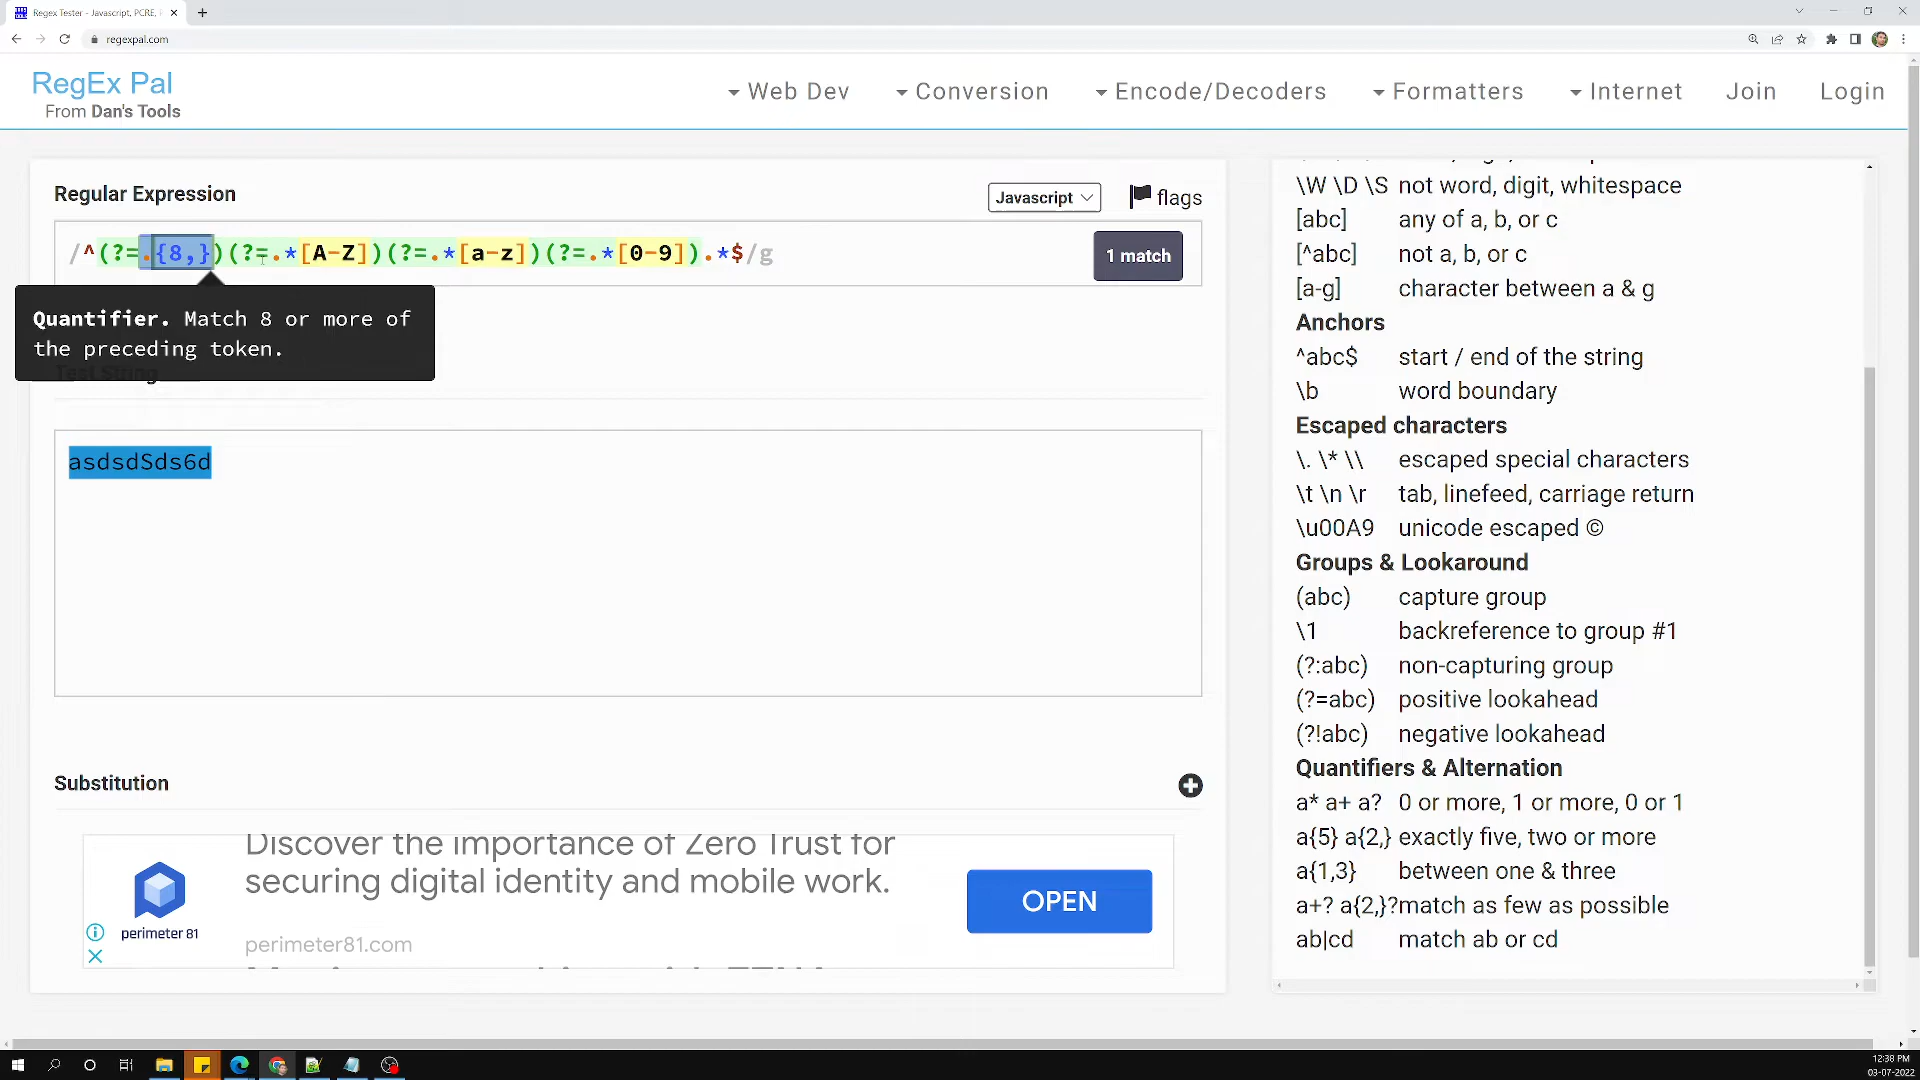 Regex Tester - Javascript, PCRE,
regexpal.com
RegEx Pal
From Dan's Tools
Web Dev
Conversion
Encode/Decoders
Formatters
Internet
Join
Login
Regular Expression
Javascript
flags
/^(?=.{8,})(?=.*[A-Z])(?=.*[a-z])(?=.*[0-9]).*$/g
1 match
Quantifier. Match 8 or more of
the preceding token.
Test String
asdsdSds6d
Substitution
Discover the importance of Zero Trust for
securing digital identity and mobile work.
perimeter81.com
perimeter 81
OPEN
\W \D \S not word, digit, whitespace
[abc] any of a, b, or c
[^abc] not a, b, or c
[a-g] character between a & g
Anchors
^abc$ start / end of the string
\b word boundary
Escaped characters
\. \* \\ escaped special characters
\t \n \r tab, linefeed, carriage return
\u00A9 unicode escaped ©
Groups & Lookaround
(abc) capture group
\1 backreference to group #1
(?:abc) non-capturing group
(?=abc) positive lookahead
(?!abc) negative lookahead
Quantifiers & Alternation
a* a+ a? 0 or more, 1 or more, 0 or 1
a{5} a{2,} exactly five, two or more
a{1,3} between one & three
a+? a{2,}? match as few as possible
ab|cd match ab or cd
12:38 PM
03-07-2022